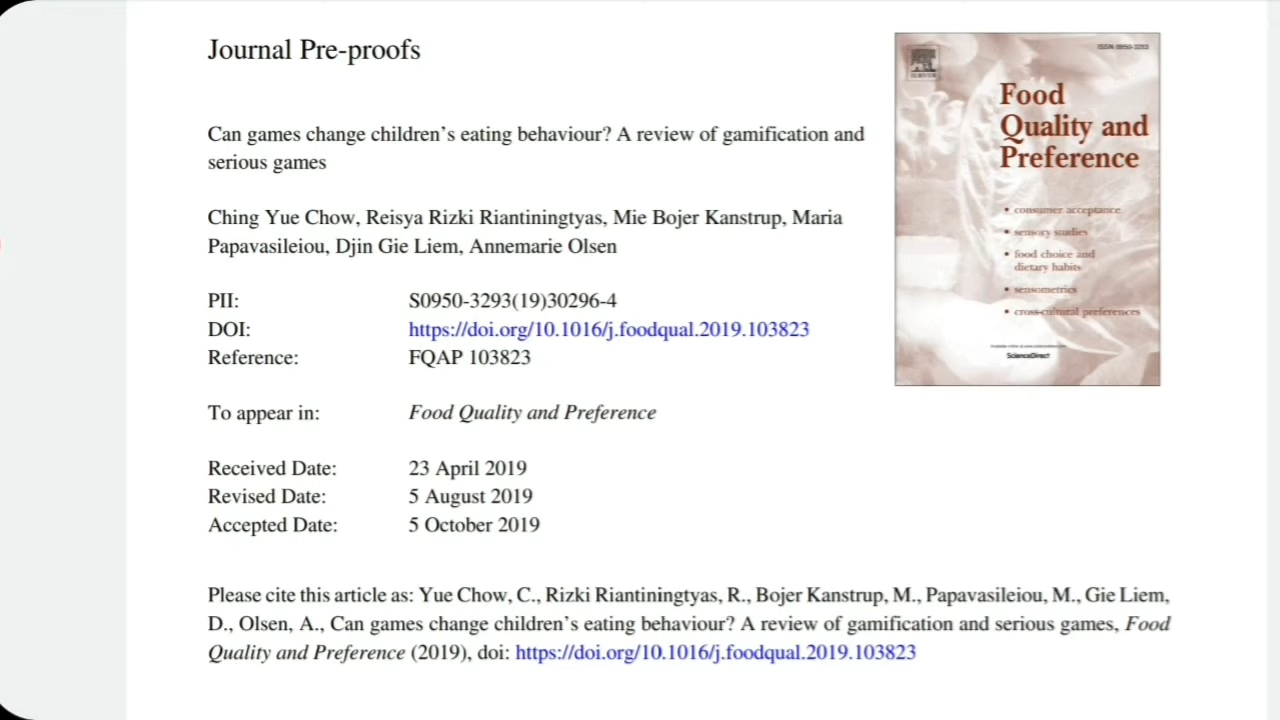 Journal Pre-proofs
ISSN 0950-3293
ELSEVIER
Food
Quality and
Preference
• consumer acceptance
• sensory studies
• food choice and
dietary habits
• sensometrics
• cross-cultural preferences
ScienceDirect
Can games change children's eating behaviour? A review of gamification and
serious games
Ching Yue Chow, Reisya Rizki Riantiningtyas, Mie Bojer Kanstrup, Maria
Papavasileiou, Djin Gie Liem, Annemarie Olsen
PII: S0950-3293(19)30296-4
DOI: https://doi.org/10.1016/j.foodqual.2019.103823
Reference: FQAP 103823
To appear in: Food Quality and Preference
Received Date: 23 April 2019
Revised Date: 5 August 2019
Accepted Date: 5 October 2019
Please cite this article as: Yue Chow, C., Rizki Riantiningtyas, R., Bojer Kanstrup, M., Papavasileiou, M., Gie Liem,
D., Olsen, A., Can games change children's eating behaviour? A review of gamification and serious games, Food
Quality and Preference (2019), doi: https://doi.org/10.1016/j.foodqual.2019.103823